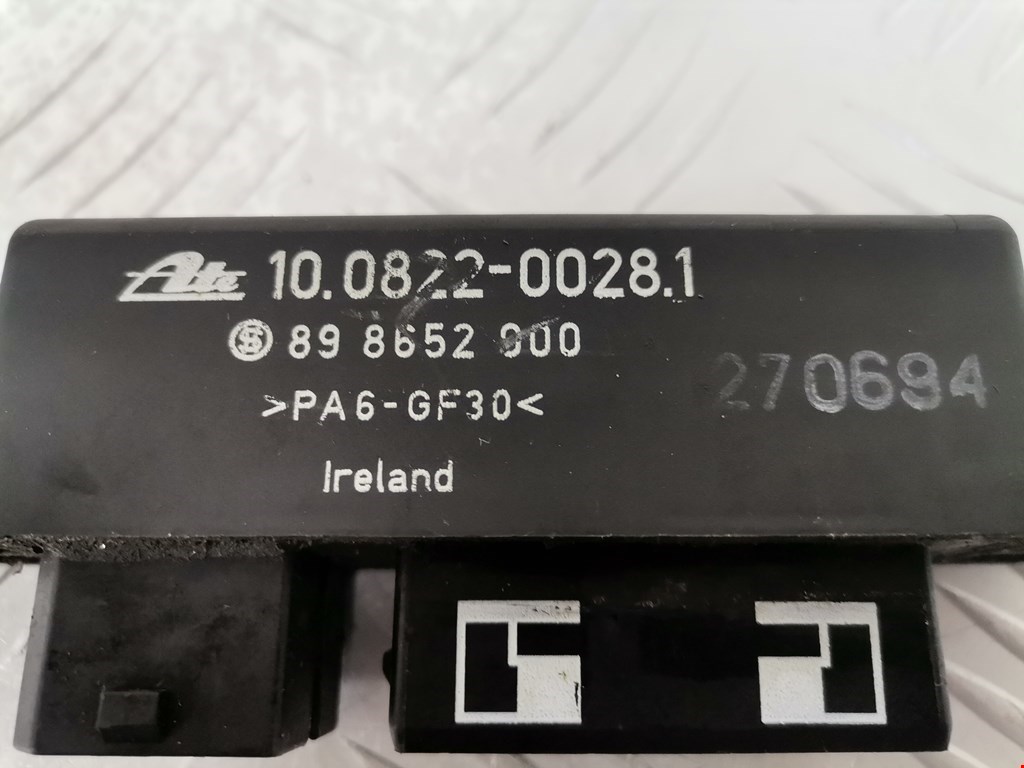 Ate 10.0822-0028.1
S 89 8652 900
270694
>PA6-GF30<
Ireland